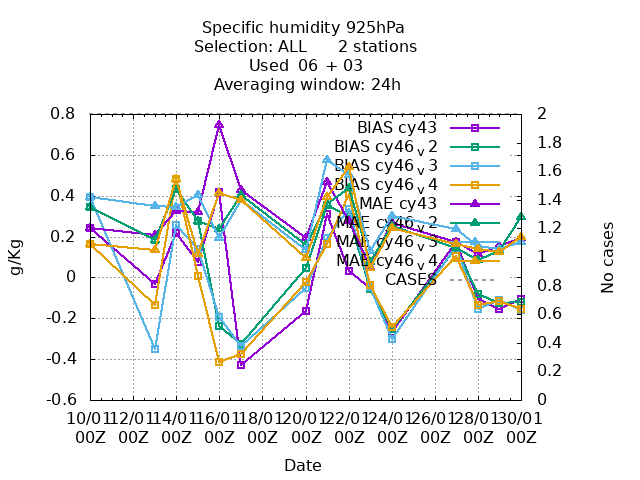 Specific humidity 925hPa
Selection: ALL 2 stations
Used 06 + 03
Averaging window: 24h
g/Kg
0.8
0.6
0.4
0.2
0
-0.2
-0.4
-0.6
No cases
2
1.8
1.6
1.4
1.2
1
0.8
0.6
0.4
0.2
0
BIAS cy43
BIAS cy46_v2
BIAS cy46_v3
BIAS cy46_v4
MAE cy43
MAE cy46_v2
MAE cy46_v3
MAE cy46_v4
CASES
10/01 12/01 14/01 16/01 18/01 20/01 22/01 24/01 26/01 28/01 30/01
00Z 00Z 00Z 00Z 00Z 00Z 00Z 00Z 00Z 00Z 00Z
Date